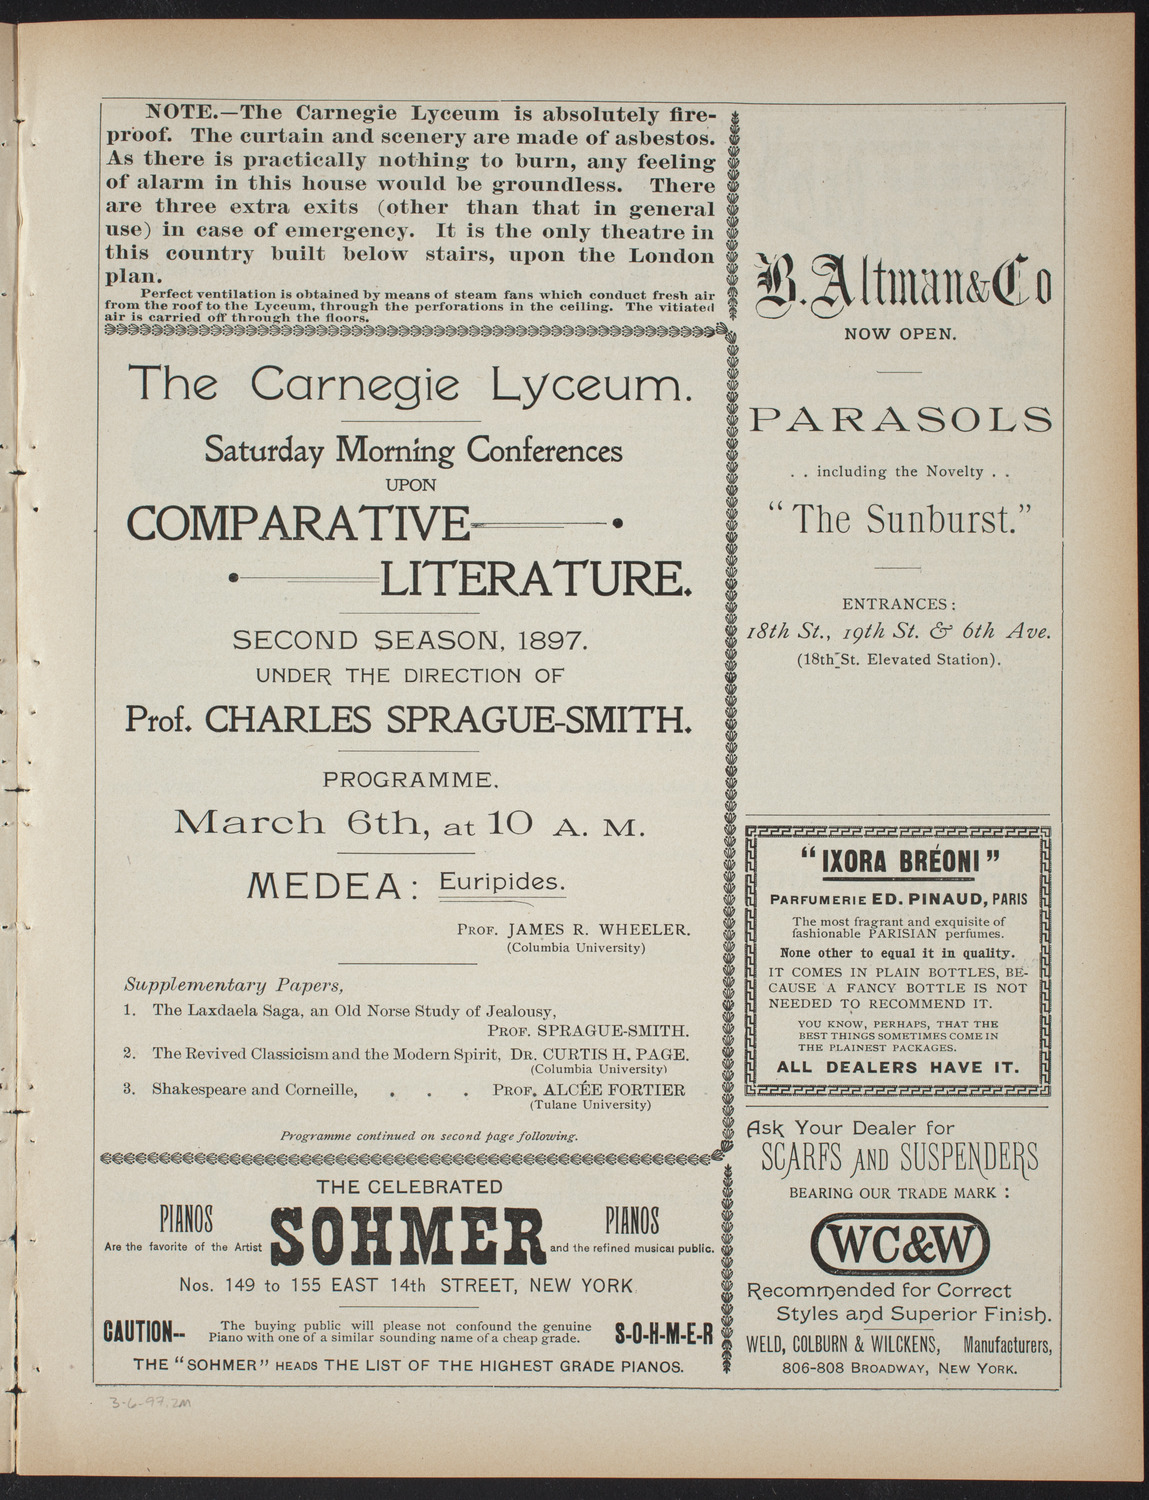 NOTE.—The Carnegie Lyceum is absolutely fire-
proof. The curtain and scenery are made of asbestos.
As there is practically nothing to burn, any feeling
of alarm in this house would be groundless. There
are three extra exits (other than that in general
use) in case of emergency. It is the only theatre in
this country built below stairs, upon the London
plan.
Perfect ventilation is obtained by means of steam fans which conduct fresh air
from the roof to the Lyceum, through the perforations in the ceiling. The vitiated
air is carried off through the floors.
The Carnegie Lyceum.
Saturday Morning Conferences
UPON
COMPARATIVE
LITERATURE.
SECOND SEASON, 1897.
UNDER THE DIRECTION OF
Prof. CHARLES SPRAGUE-SMITH.
PROGRAMME.
March 6th, at 10 A. M.
MEDEA: Euripides.
PROF. JAMES R. WHEELER.
(Columbia University)
Supplementary Papers,
1. The Laxdaela Saga, an Old Norse Study of Jealousy,
PROF. SPRAGUE-SMITH.
2. The Revived Classicism and the Modern Spirit, DR. CURTIS H. PAGE.
(Columbia University)
3. Shakespeare and Corneille, . . . PROF. ALCÉE FORTIER
(Tulane University)
Programme continued on second page following.
THE CELEBRATED
PIANOS SOHMER PIANOS
Are the favorite of the Artist and the refined musical public.
Nos. 149 to 155 EAST 14th STREET, NEW YORK
CAUTION-- The buying public will please not confound the genuine S-O-H-M-E-R
Piano with one of a similar sounding name of a cheap grade.
THE "SOHMER" HEADS THE LIST OF THE HIGHEST GRADE PIANOS.
B. Altman & Co
NOW OPEN.
PARASOLS
. . including the Novelty . .
"The Sunburst."
ENTRANCES:
18th St., 19th St. & 6th Ave.
(18th St. Elevated Station).
"IXORA BRÉONI"
PARFUMERIE ED. PINAUD, PARIS
The most fragrant and exquisite of
fashionable PARISIAN perfumes.
None other to equal it in quality.
IT COMES IN PLAIN BOTTLES, BE-
CAUSE A FANCY BOTTLE IS NOT
NEEDED TO RECOMMEND IT.
YOU KNOW, PERHAPS, THAT THE
BEST THINGS SOMETIMES COME IN
THE PLAINEST PACKAGES.
ALL DEALERS HAVE IT.
Ask Your Dealer for
SCARFS AND SUSPENDERS
BEARING OUR TRADE MARK:
WC&W
Recommended for Correct
Styles and Superior Finish.
WELD, COLBURN & WILCKENS, Manufacturers,
806-808 BROADWAY, NEW YORK.
3-6-97.2M